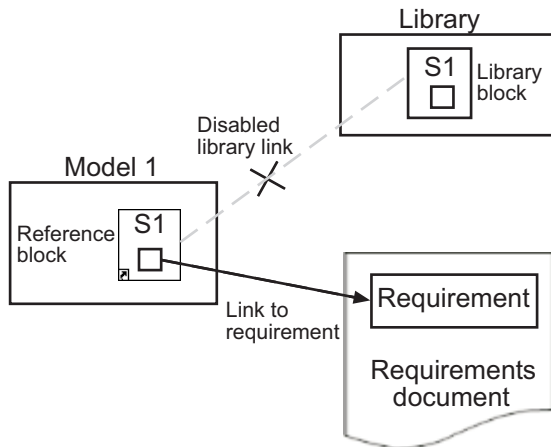 Library
S1
Library
block
Disabled
library link
Model 1
S1
Reference
block
Link to
requirement
Requirement
Requirements
document